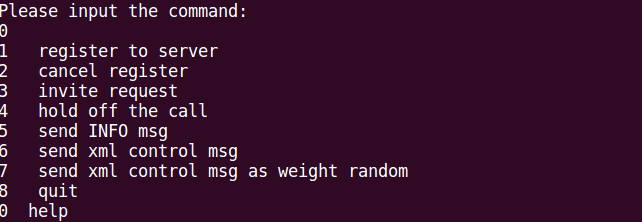 Please input the command:
0
1   register to server
2   cancel register
3   invite request
4   hold off the call
5   send INFO msg
6   send xml control msg
7   send xml control msg as weight random
8   quit
0  help